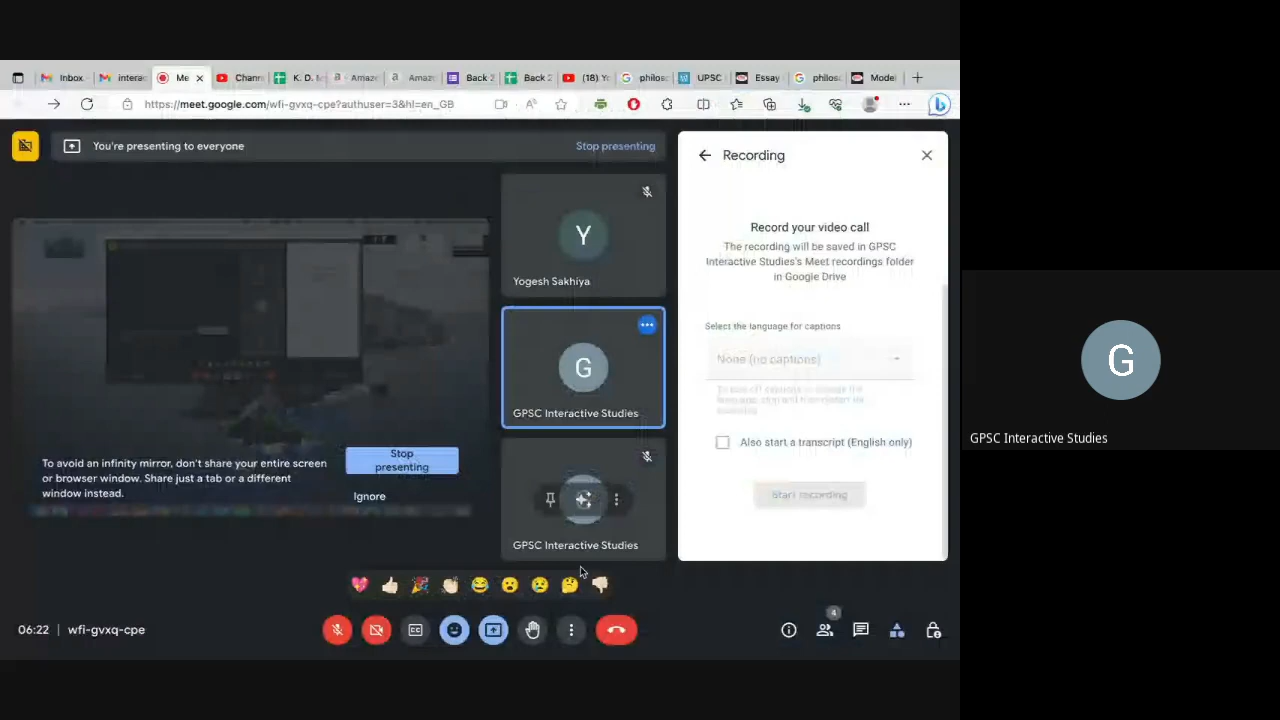 Inbox
interac
Me
Chann
K. D.
Amaze
Amaz
Back 2
Back 2
(18) Yo
philos
UPSC
Essay
philos
Model
https://meet.google.com/wfi-gvxq-cpe?authuser=3&hl=en_GB
You're presenting to everyone
Stop presenting
Recording
Y
Yogesh Sakhiya
Record your video call
The recording will be saved in GPSC
Interactive Studies's Meet recordings folder
in Google Drive
G
GPSC Interactive Studies
Select the language for captions
None (no captions)
Also start a transcript (English only)
Start recording
To avoid an infinity mirror, don't share your entire screen
or browser window. Share just a tab or a different
window instead.
Stop
presenting
Ignore
GPSC Interactive Studies
06:22 | wfi-gvxq-cpe
CC
4
G
GPSC Interactive Studies